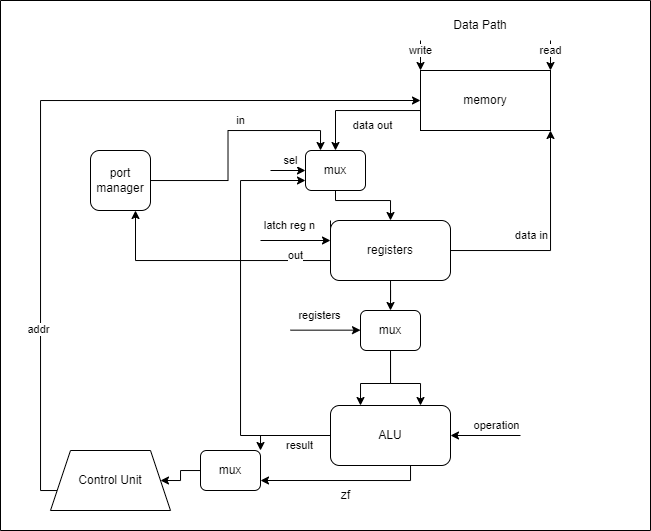 Data Path
write
read
memory
in
data out
sel
mux
port
manager
latch reg n
registers
data in
out
registers
mux
addr
operation
ALU
result
mux
Control Unit
zf